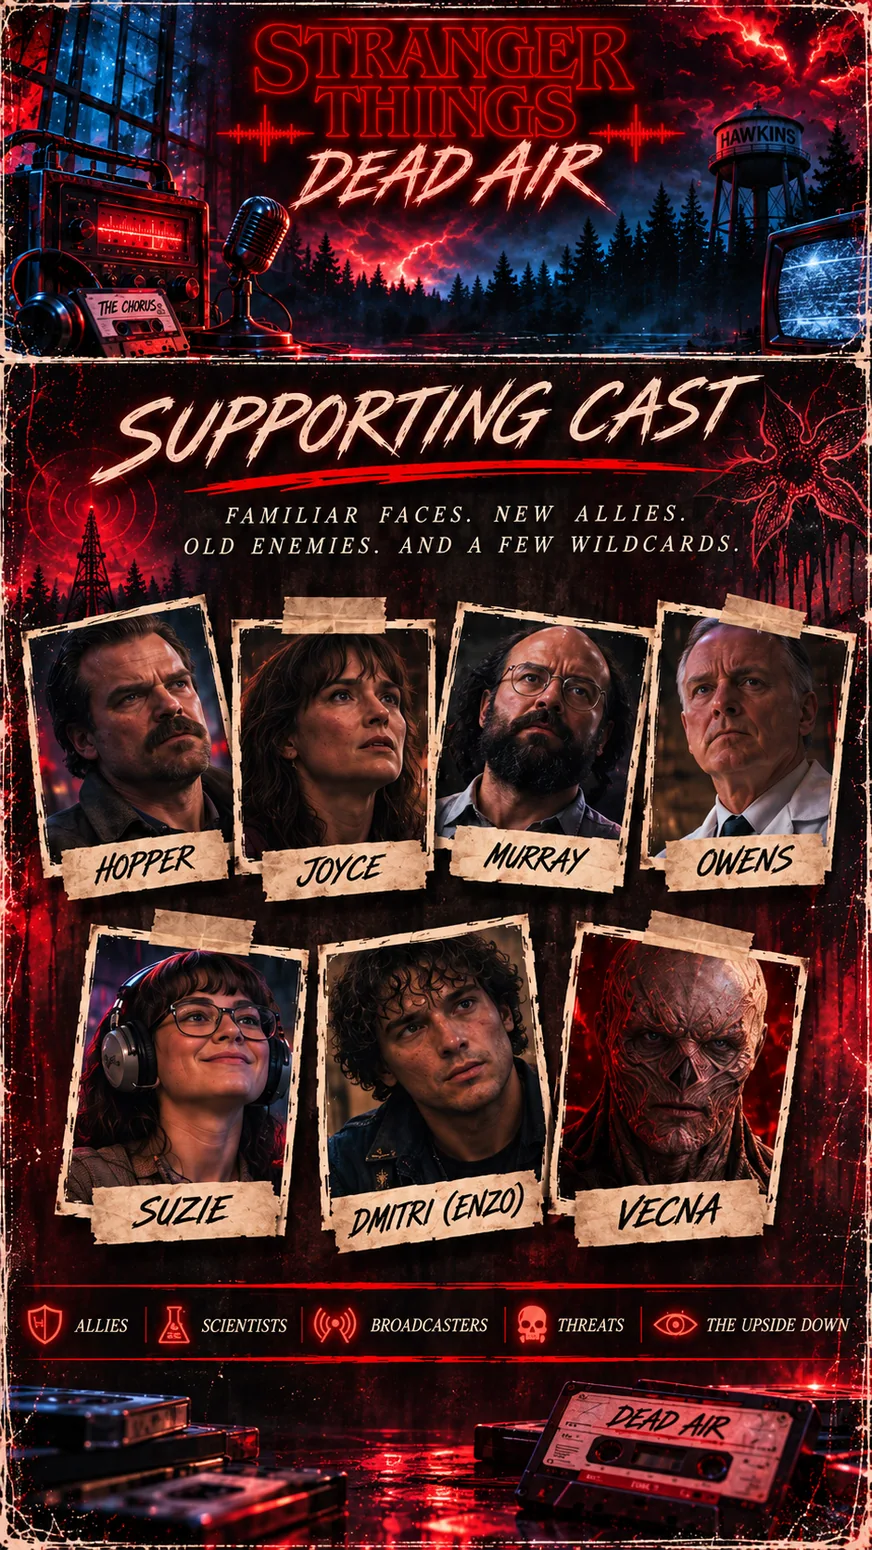 STRANGER
THINGS
DEAD AIR
HAWKINS
THE CHORUS
SUPPORTING CAST
FAMILIAR FACES. NEW ALLIES.
OLD ENEMIES. AND A FEW WILDCARDS.
HOPPER
JOYCE
MURRAY
OWENS
SUZIE
DMITRI (ENZO)
VECNA
ALLIES
SCIENTISTS
BROADCASTERS
THREATS
THE UPSIDE DOWN
DEAD AIR